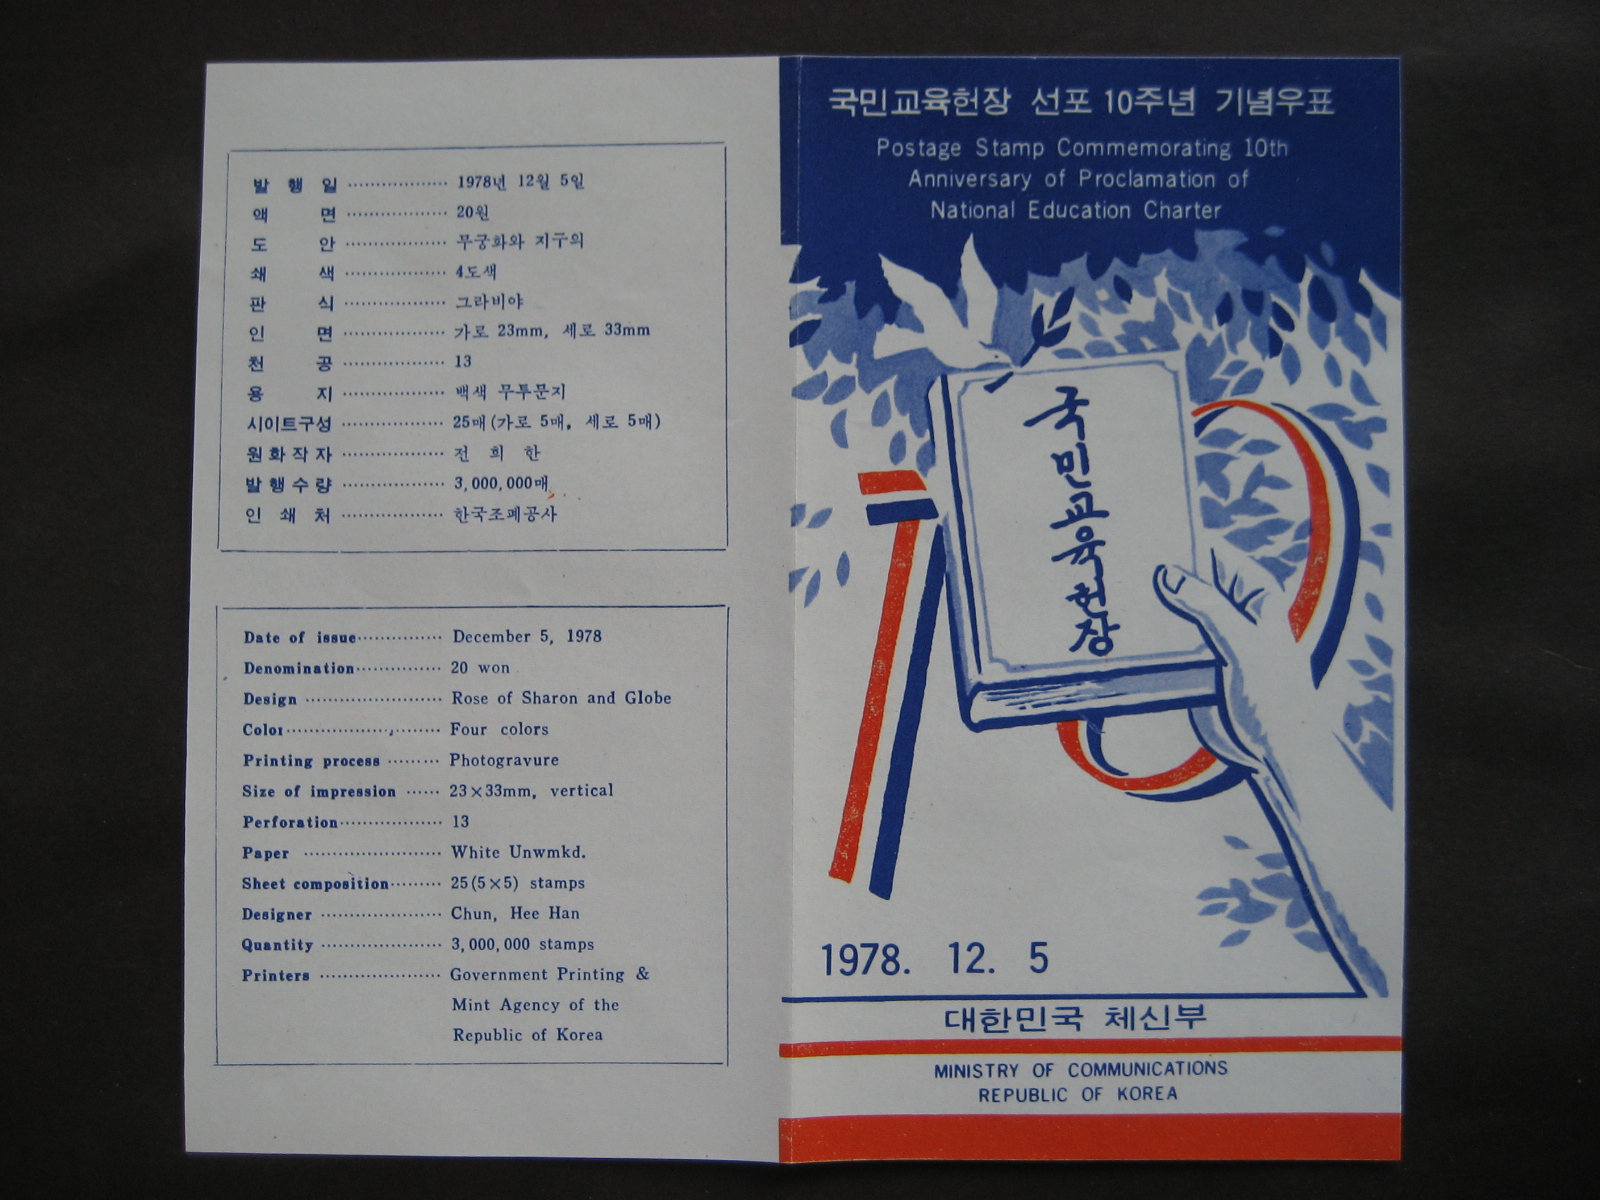 발 행 일 ·················· 1978년 12월 5일
액 면 ·················· 20원
도 안 ·················· 무궁화와 지구의
쇄 색 ·················· 4도색
판 식 ·················· 그라비야
인 면 ·················· 가로 23mm, 세로 33mm
천 공 ·················· 13
용 지 ·················· 백색 무투문지
시이트구성 ·················· 25매(가로 5매, 세로 5매)
원 화 작 자 ·················· 전 희 한
발 행 수 량 ·················· 3,000,000매
인 쇄 처 ·················· 한국조폐공사
Date of issue··············· December 5, 1978
Denomination··············· 20 won
Design ························ Rose of Sharon and Globe
Color··························· Four colors
Printing process ········· Photogravure
Size of impression ······ 23×33mm, vertical
Perforation·················· 13
Paper ························ White Unwmkd.
Sheet composition········· 25(5×5) stamps
Designer ····················· Chun, Hee Han
Quantity ····················· 3,000,000 stamps
Printers ····················· Government Printing &
Mint Agency of the
Republic of Korea
국민교육헌장 선포 10주년 기념우표
Postage Stamp Commemorating 10th
Anniversary of Proclamation of
National Education Charter
국민교육헌장
1978. 12. 5
대한민국 체신부
MINISTRY OF COMMUNICATIONS
REPUBLIC OF KOREA